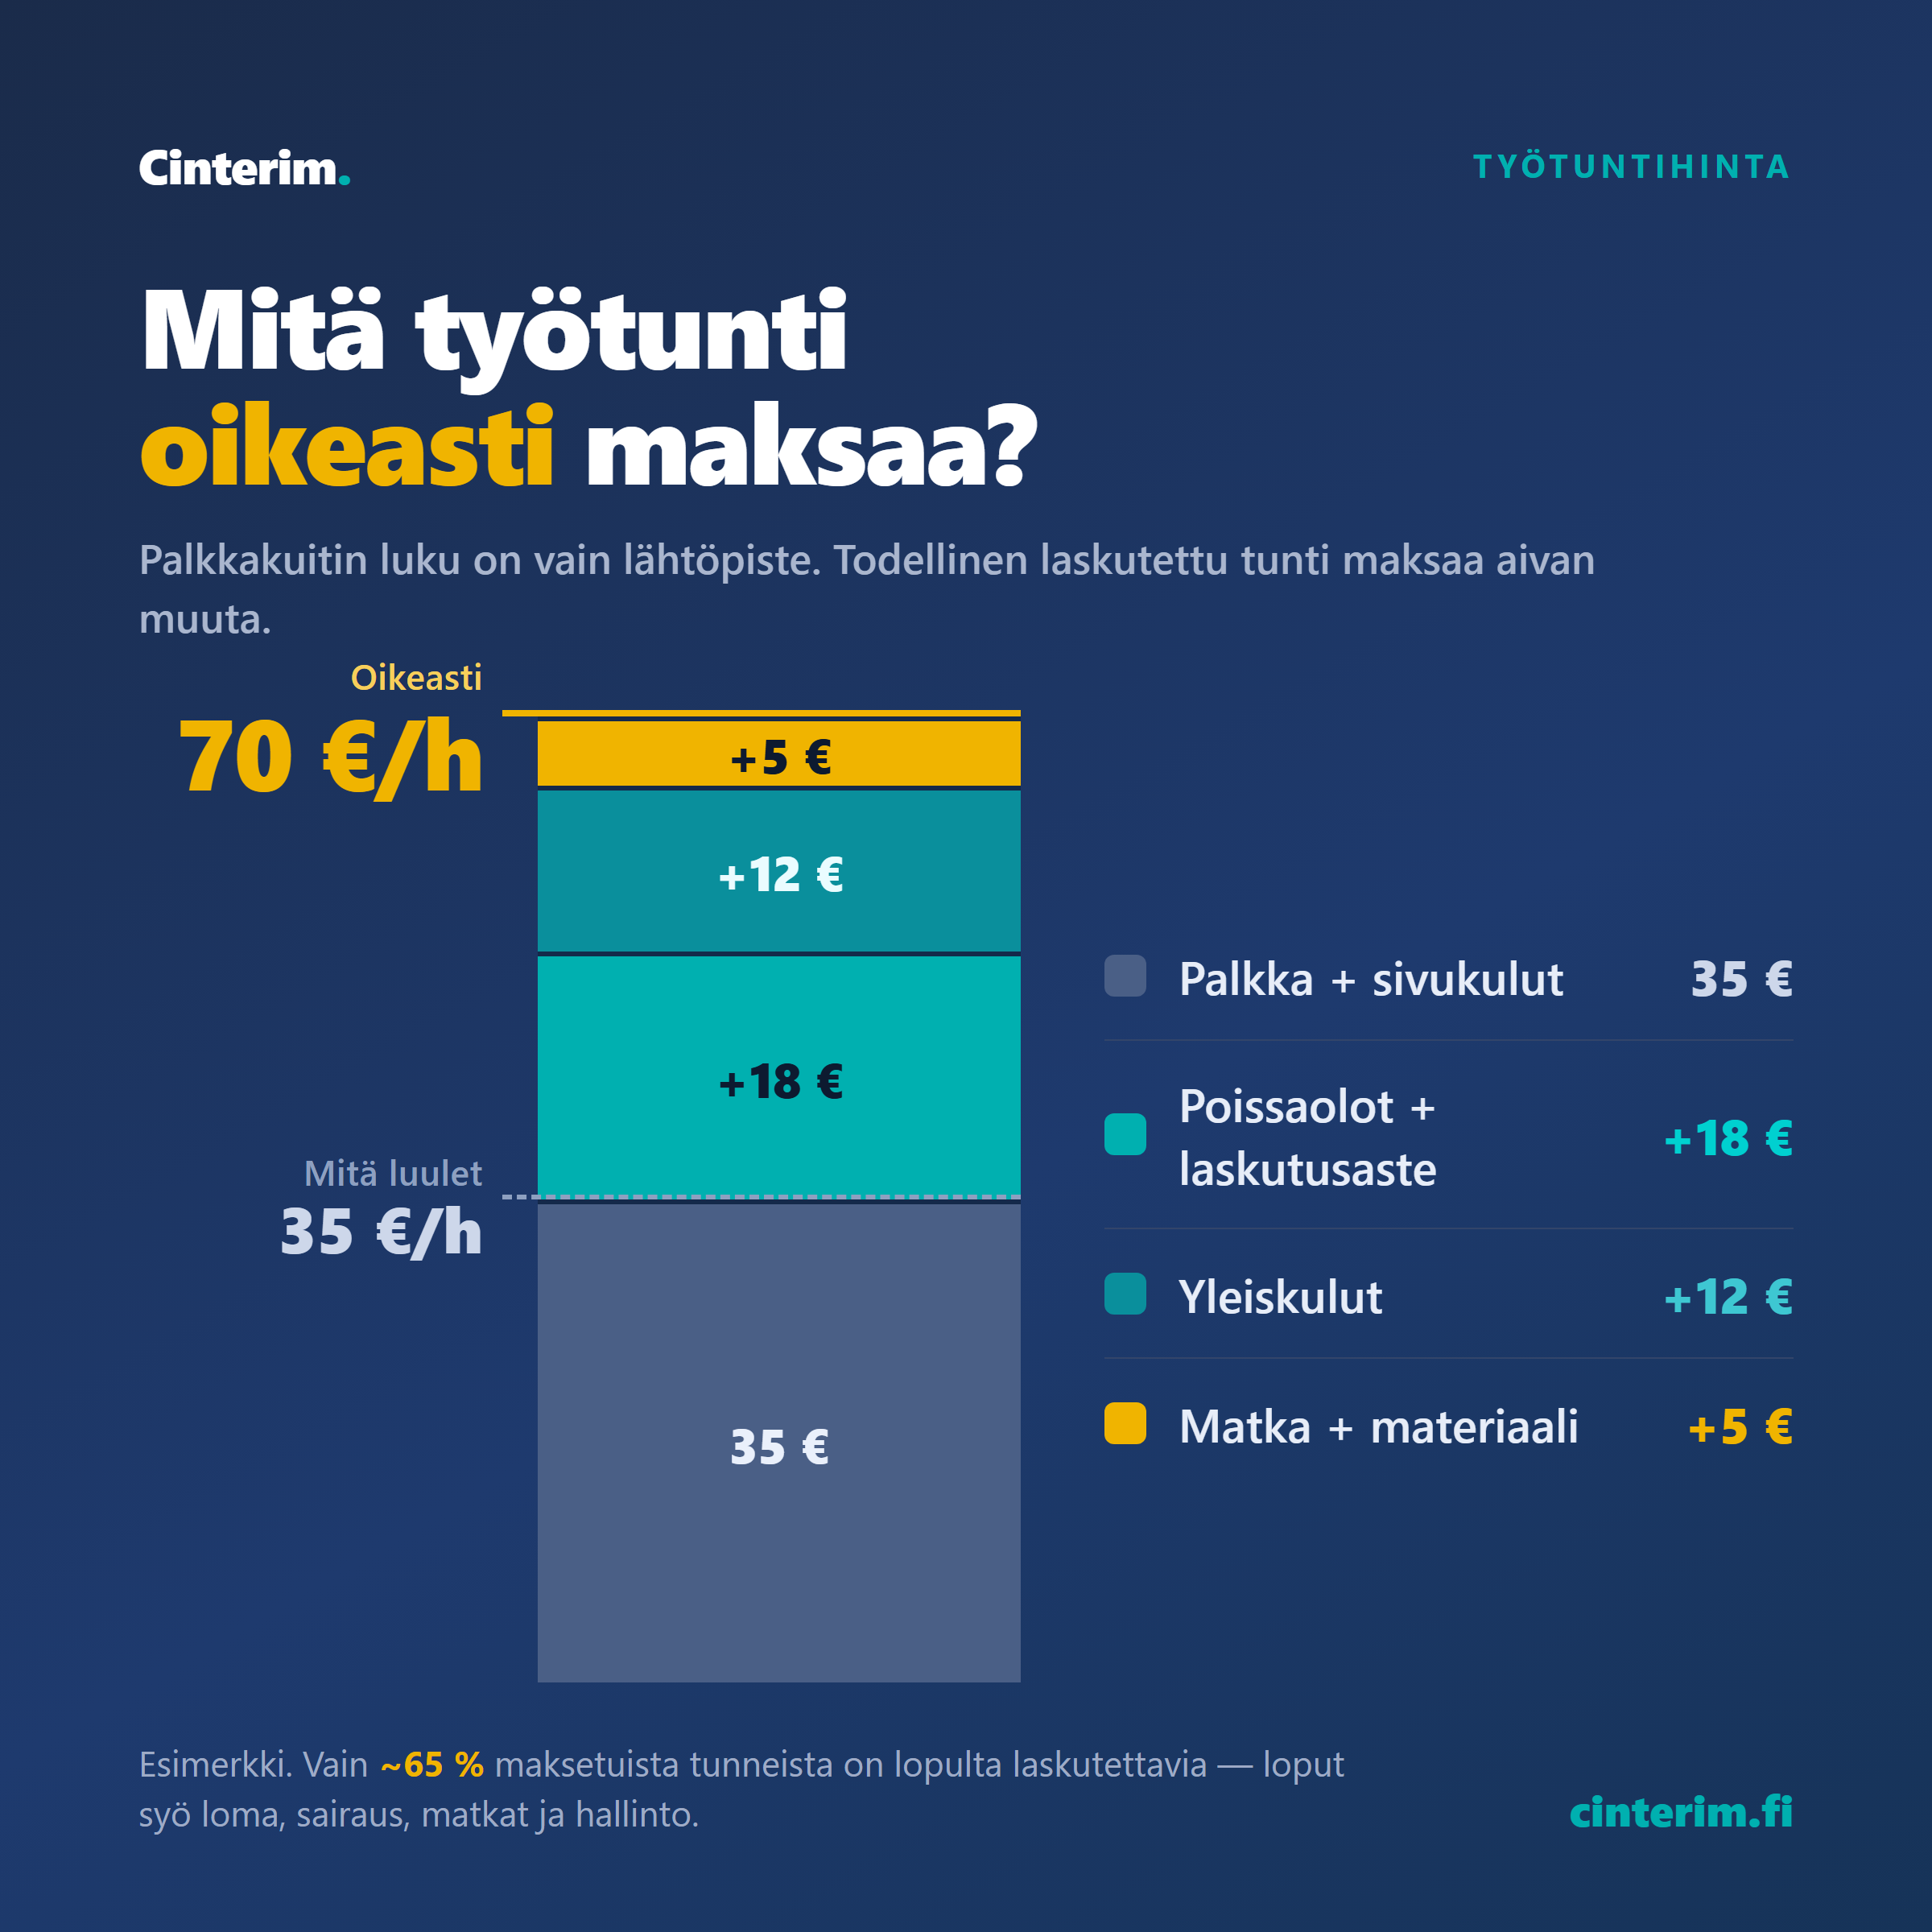 Cinterim.
TYÖTUNTIHINTA
Mitä työtunti
oikeasti maksaa?
Palkkakuitin luku on vain lähtöpiste. Todellinen laskutettu tunti maksaa aivan
muuta.
Oikeasti
70 €/h
+5 €
+12 €
+18 €
Mitä luulet
35 €/h
35 €
Palkka + sivukulut 35 €
Poissaolot +
laskutusaste
+18 €
Yleiskulut +12 €
Matka + materiaali +5 €
Esimerkki. Vain ~65 % maksetuista tunneista on lopulta laskutettavia — loput
syö loma, sairaus, matkat ja hallinto.
cinterim.fi